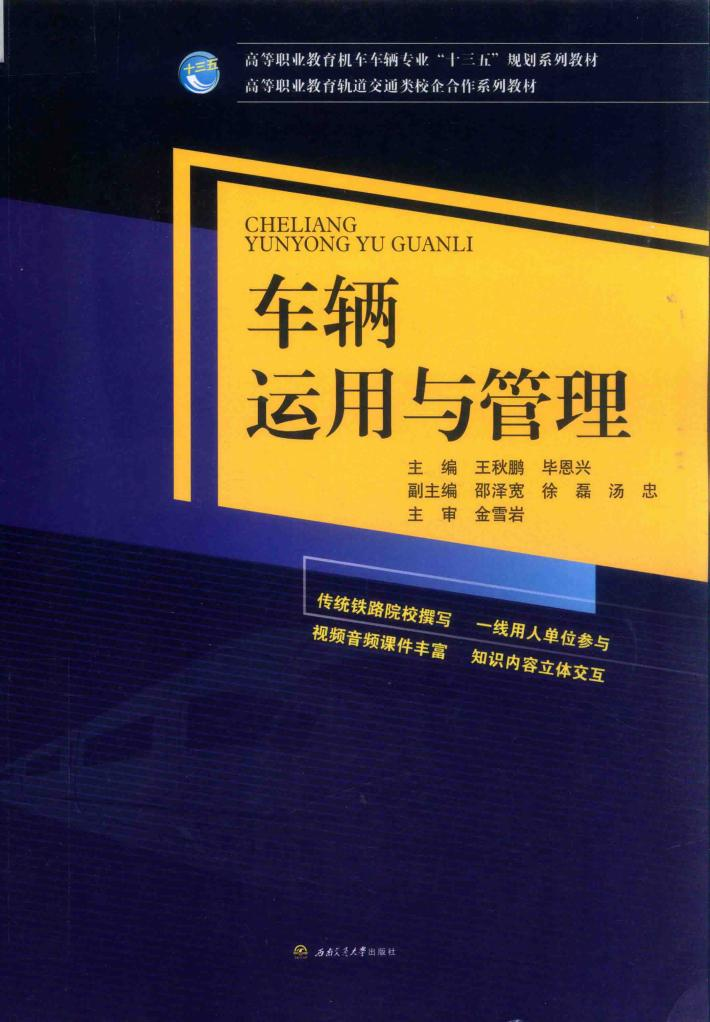 十三五
高等职业教育机车车辆专业“十三五”规划系列教材
高等职业教育轨道交通类校企合作系列教材
CHELIANG
YUNYONG YU GUANLI
车辆
运用与管理
主 编 王秋鹏 毕恩兴
副主编 邵泽宽 徐 磊 汤 忠
主 审 金雪岩
传统铁路院校撰写 一线用人单位参与
视频音频课件丰富 知识内容立体交互
西南交通大学出版社